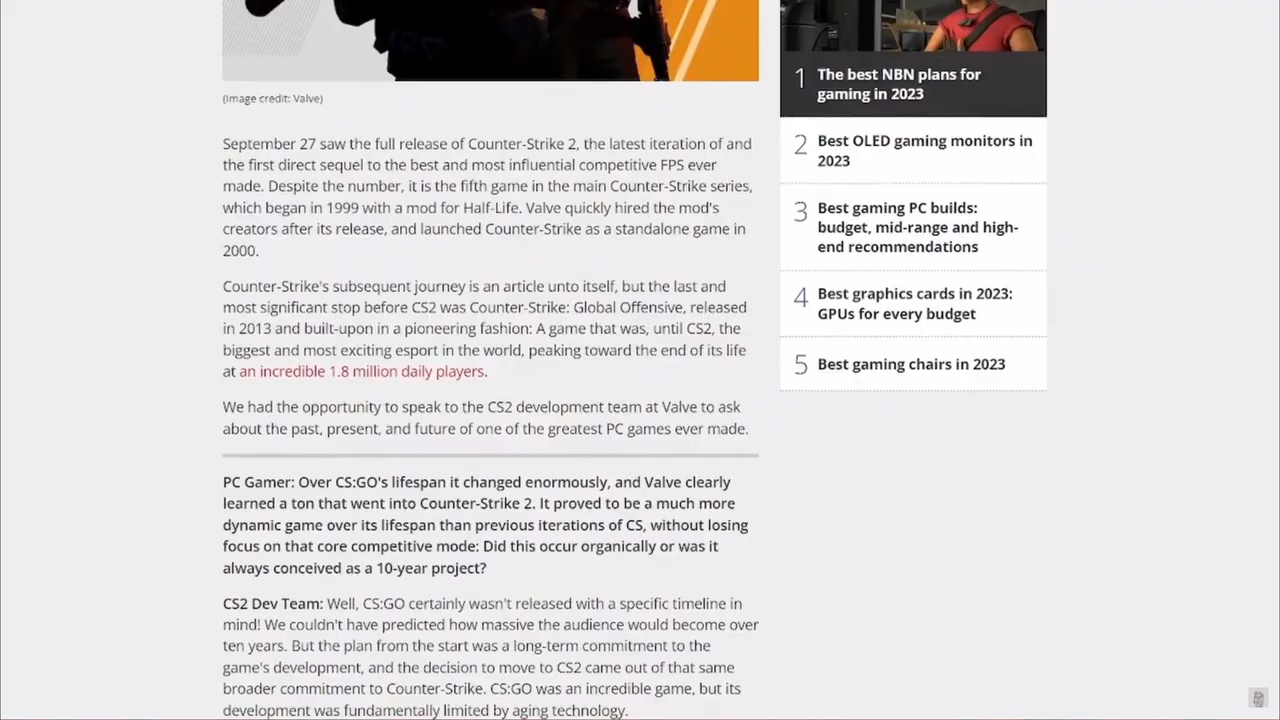 (Image credit: Valve)
September 27 saw the full release of Counter-Strike 2, the latest iteration of and
the first direct sequel to the best and most influential competitive FPS ever
made. Despite the number, it is the fifth game in the main Counter-Strike series,
which began in 1999 with a mod for Half-Life. Valve quickly hired the mod's
creators after its release, and launched Counter-Strike as a standalone game in
2000.
Counter-Strike's subsequent journey is an article unto itself, but the last and
most significant stop before CS2 was Counter-Strike: Global Offensive, released
in 2013 and built-upon in a pioneering fashion: A game that was, until CS2, the
biggest and most exciting esport in the world, peaking toward the end of its life
at an incredible 1.8 million daily players.
We had the opportunity to speak to the CS2 development team at Valve to ask
about the past, present, and future of one of the greatest PC games ever made.
PC Gamer: Over CS:GO's lifespan it changed enormously, and Valve clearly
learned a ton that went into Counter-Strike 2. It proved to be a much more
dynamic game over its lifespan than previous iterations of CS, without losing
focus on that core competitive mode: Did this occur organically or was it
always conceived as a 10-year project?
CS2 Dev Team: Well, CS:GO certainly wasn't released with a specific timeline in
mind! We couldn't have predicted how massive the audience would become over
ten years. But the plan from the start was a long-term commitment to the
game's development, and the decision to move to CS2 came out of that same
broader commitment to Counter-Strike. CS:GO was an incredible game, but its
development was fundamentally limited by aging technology.
1 The best NBN plans for
gaming in 2023
2 Best OLED gaming monitors in
2023
3 Best gaming PC builds:
budget, mid-range and high-
end recommendations
4 Best graphics cards in 2023:
GPUs for every budget
5 Best gaming chairs in 2023